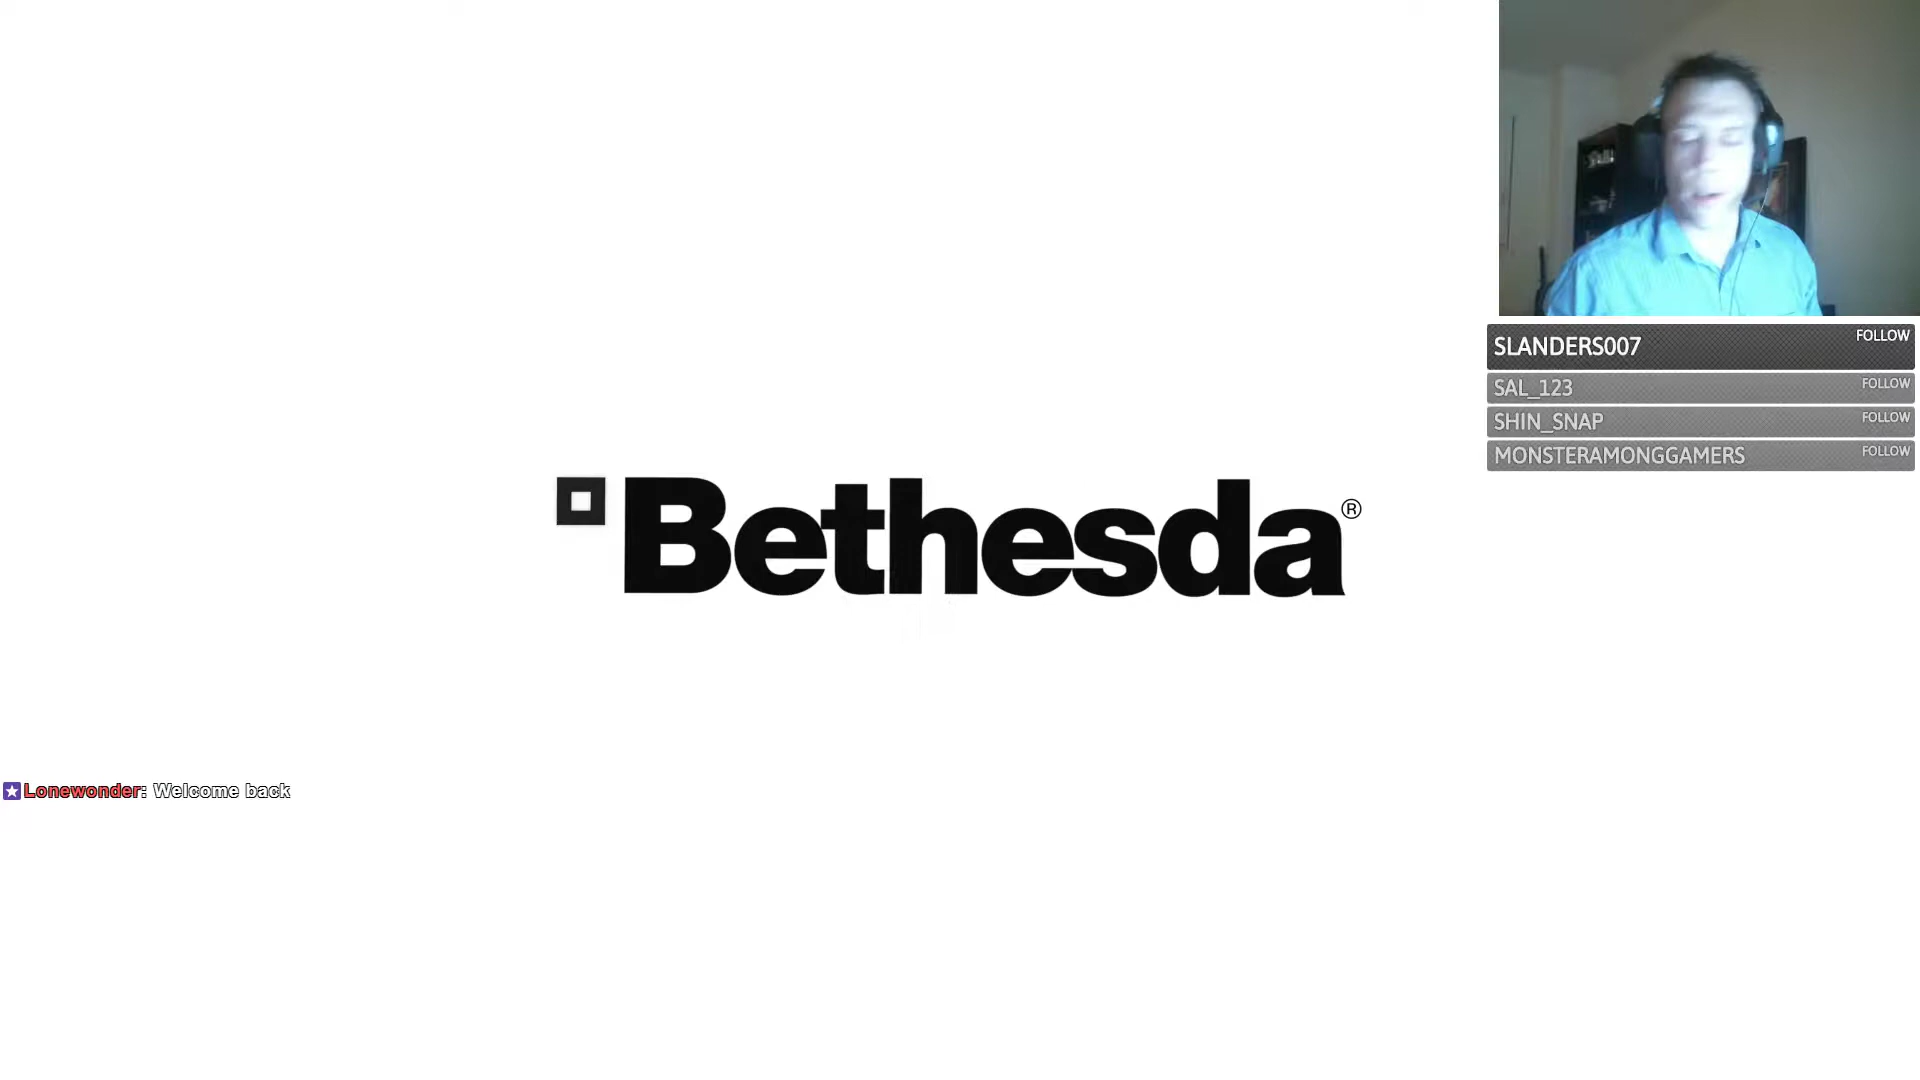 SLANDERS007 FOLLOW
SAL_123 FOLLOW
SHIN_SNAP FOLLOW
MONSTERAMONGGAMERS FOLLOW
Bethesda®
Lonewonder: Welcome back